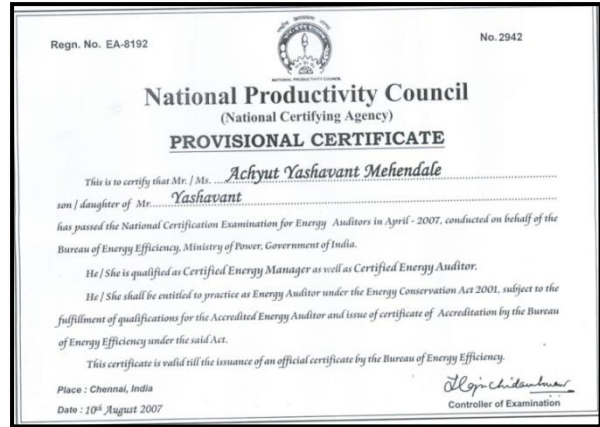 Regn. No. EA-8192
No. 2942
NATIONAL PRODUCTIVITY COUNCIL
National Productivity Council
(National Certifying Agency)
PROVISIONAL CERTIFICATE
This is to certify that Mr. / Ms. .....Achyut Yashavant Mehendale
son / daughter of Mr........Yashavant
has passed the National Certification Examination for Energy Auditors in April - 2007, conducted on behalf of the
Bureau of Energy Efficiency, Ministry of Power, Government of India.
He / She is qualified as Certified Energy Manager as well as Certified Energy Auditor.
He / She shall be entitled to practice as Energy Auditor under the Energy Conservation Act 2001, subject to the
fulfillment of qualifications for the Accredited Energy Auditor and issue of certificate of Accreditation by the Bureau
of Energy Efficiency under the said Act.
This certificate is valid till the issuance of an official certificate by the Bureau of Energy Efficiency.
Place : Chennai, India
Date : 10th August 2007
Controller of Examination